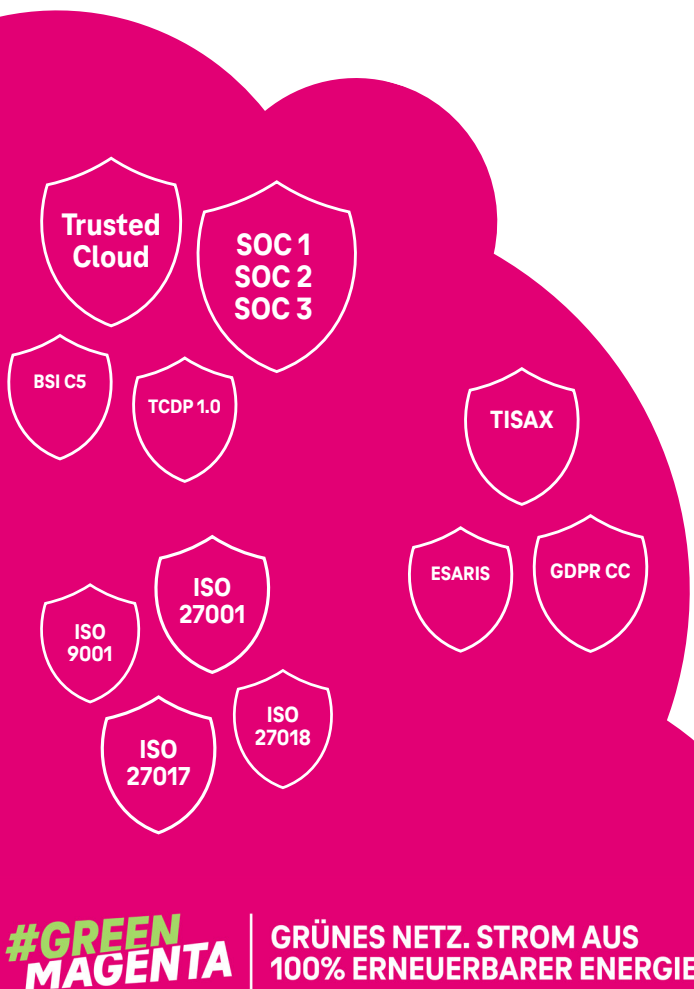 Trusted
Cloud
SOC 1
SOC 2
SOC 3
BSI C5
TCDP 1.0
TISAX
ESARIS
GDPR CC
ISO
27001
ISO
9001
ISO
27018
ISO
27017
#GREEN
MAGENTA
GRÜNES NETZ. STROM AUS
100% ERNEUERBARER ENERGIE